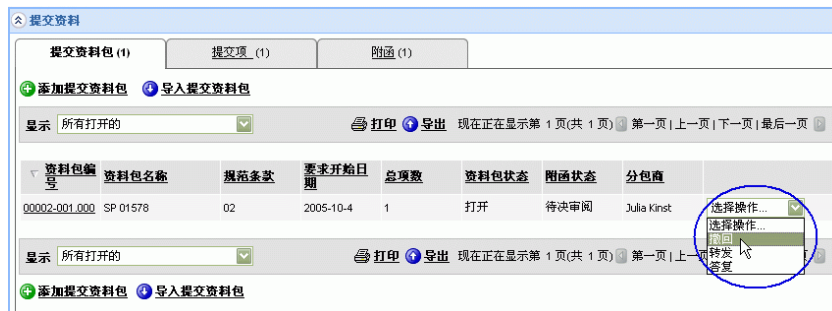 提交资料
提交资料包 (1) 提交项 (1) 附函 (1)
添加提交资料包 导入提交资料包
显示 所有打开的 打印 导出 现在正在显示第 1 页(共 1 页) 第一页 | 上一页 | 下一页 | 最后一页
资料包编号 资料包名称 规范条款 要求开始日期 总项数 资料包状态 附函状态 分包商
00002-001.000 SP 01578 02 2005-10-4 1 打开 待决审阅 Julia Kinst 选择操作...
选择操作...
撤回
转发
答复
显示 所有打开的 打印 导出 现在正在显示第 1 页(共 1 页) 第一页 | 上一页
添加提交资料包 导入提交资料包